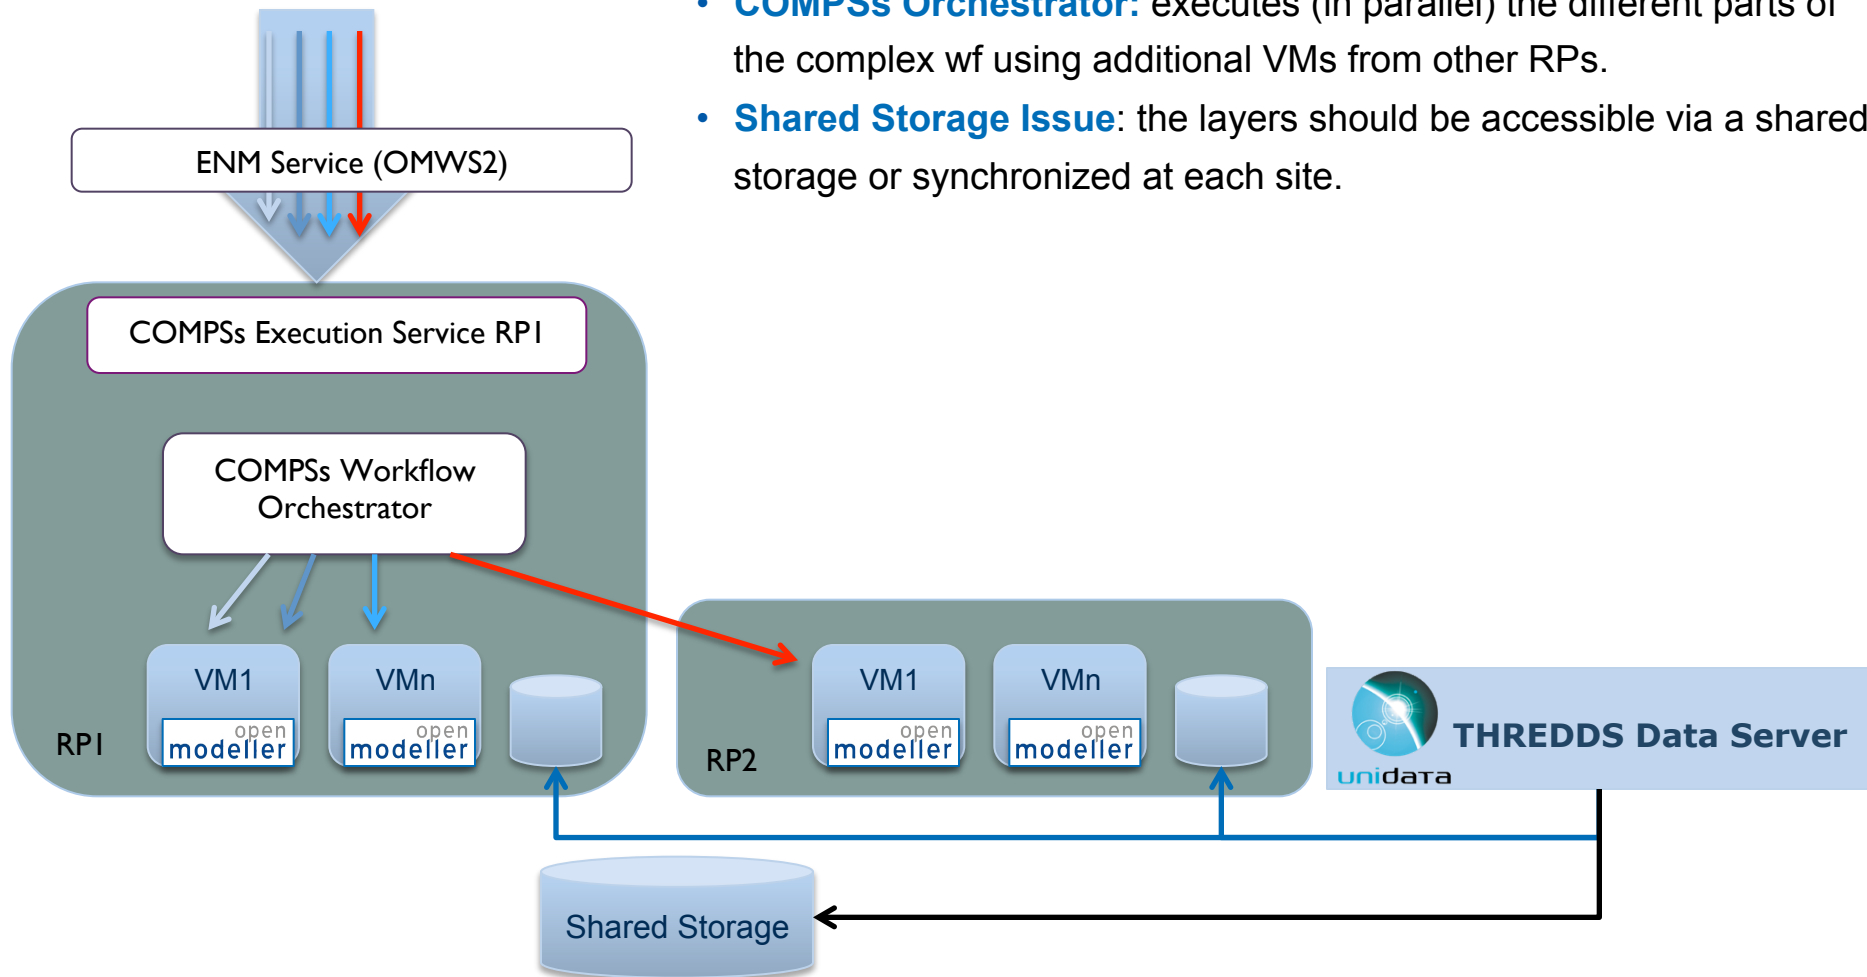 • COMPSs Orchestrator: executes (in parallel) the different parts of
the complex wf using additional VMs from other RPs.
• Shared Storage Issue: the layers should be accessible via a shared
storage or synchronized at each site.
ENM Service (OMWS2)
COMPSs Execution Service RP1
COMPSs Workflow
Orchestrator
VM1
VMn
open
modeller
open
modeller
RP1
VM1
VMn
open
modeller
open
modeller
RP2
THREDDS Data Server
unidata
Shared Storage